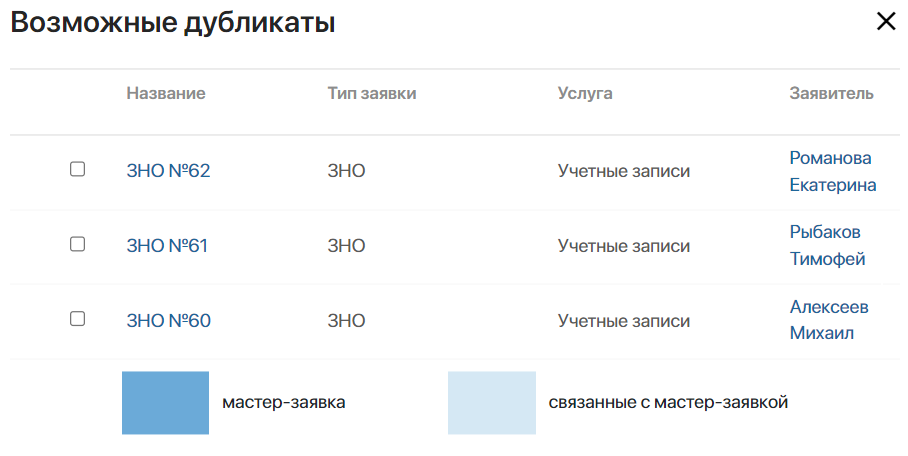 Возможные дубликаты
Название Тип заявки Услуга Заявитель
ЗНО №62 ЗНО Учетные записи Романова Екатерина
ЗНО №61 ЗНО Учетные записи Рыбаков Тимофей
ЗНО №60 ЗНО Учетные записи Алексеев Михаил
мастер-заявка связанные с мастер-заявкой